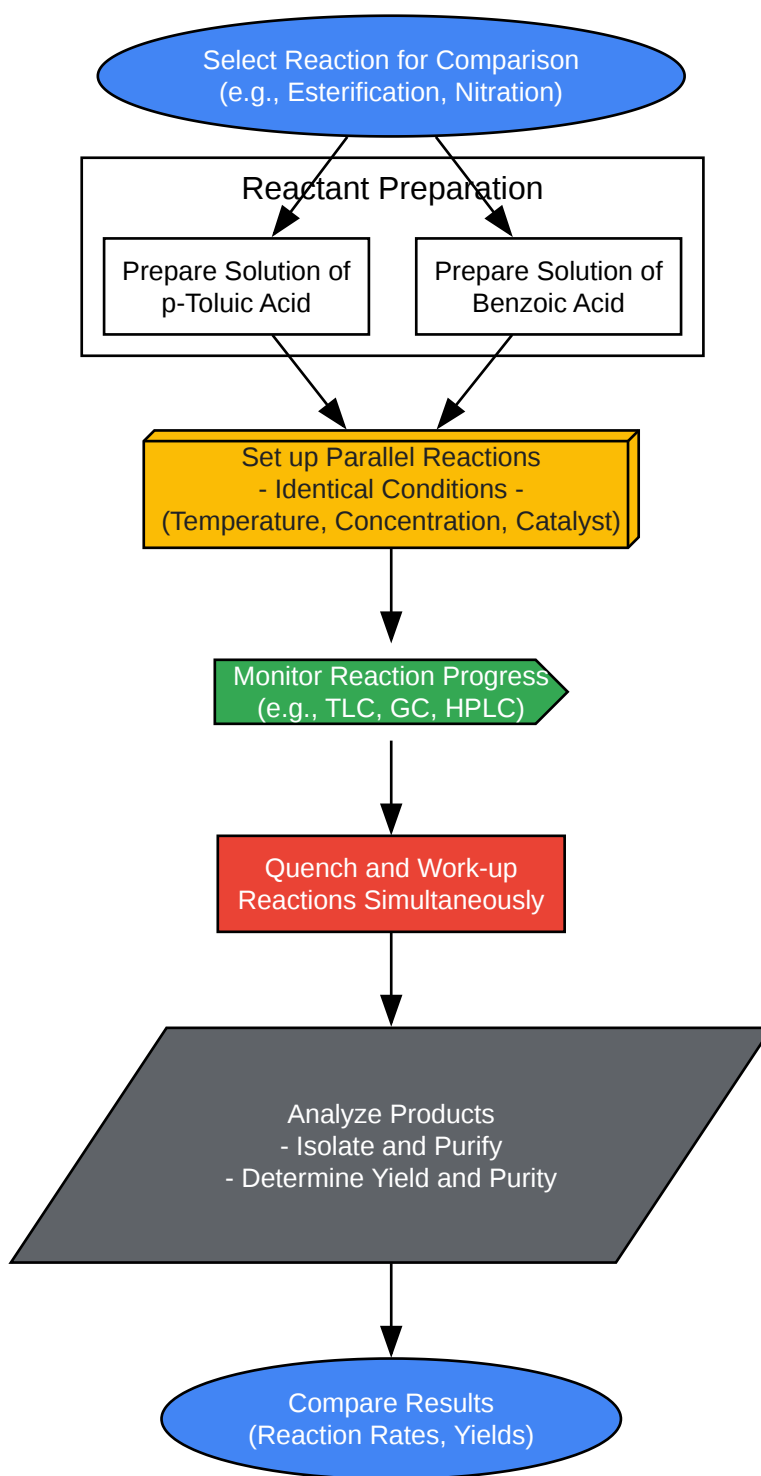 Select Reaction for Comparison
(e.g., Esterification, Nitration)
Reactant Preparation
Prepare Solution of
p-Toluic Acid
Prepare Solution of
Benzoic Acid
Set up Parallel Reactions
- Identical Conditions -
(Temperature, Concentration, Catalyst)
Monitor Reaction Progress
(e.g., TLC, GC, HPLC)
Quench and Work-up
Reactions Simultaneously
Analyze Products
- Isolate and Purify
- Determine Yield and Purity
Compare Results
(Reaction Rates, Yields)